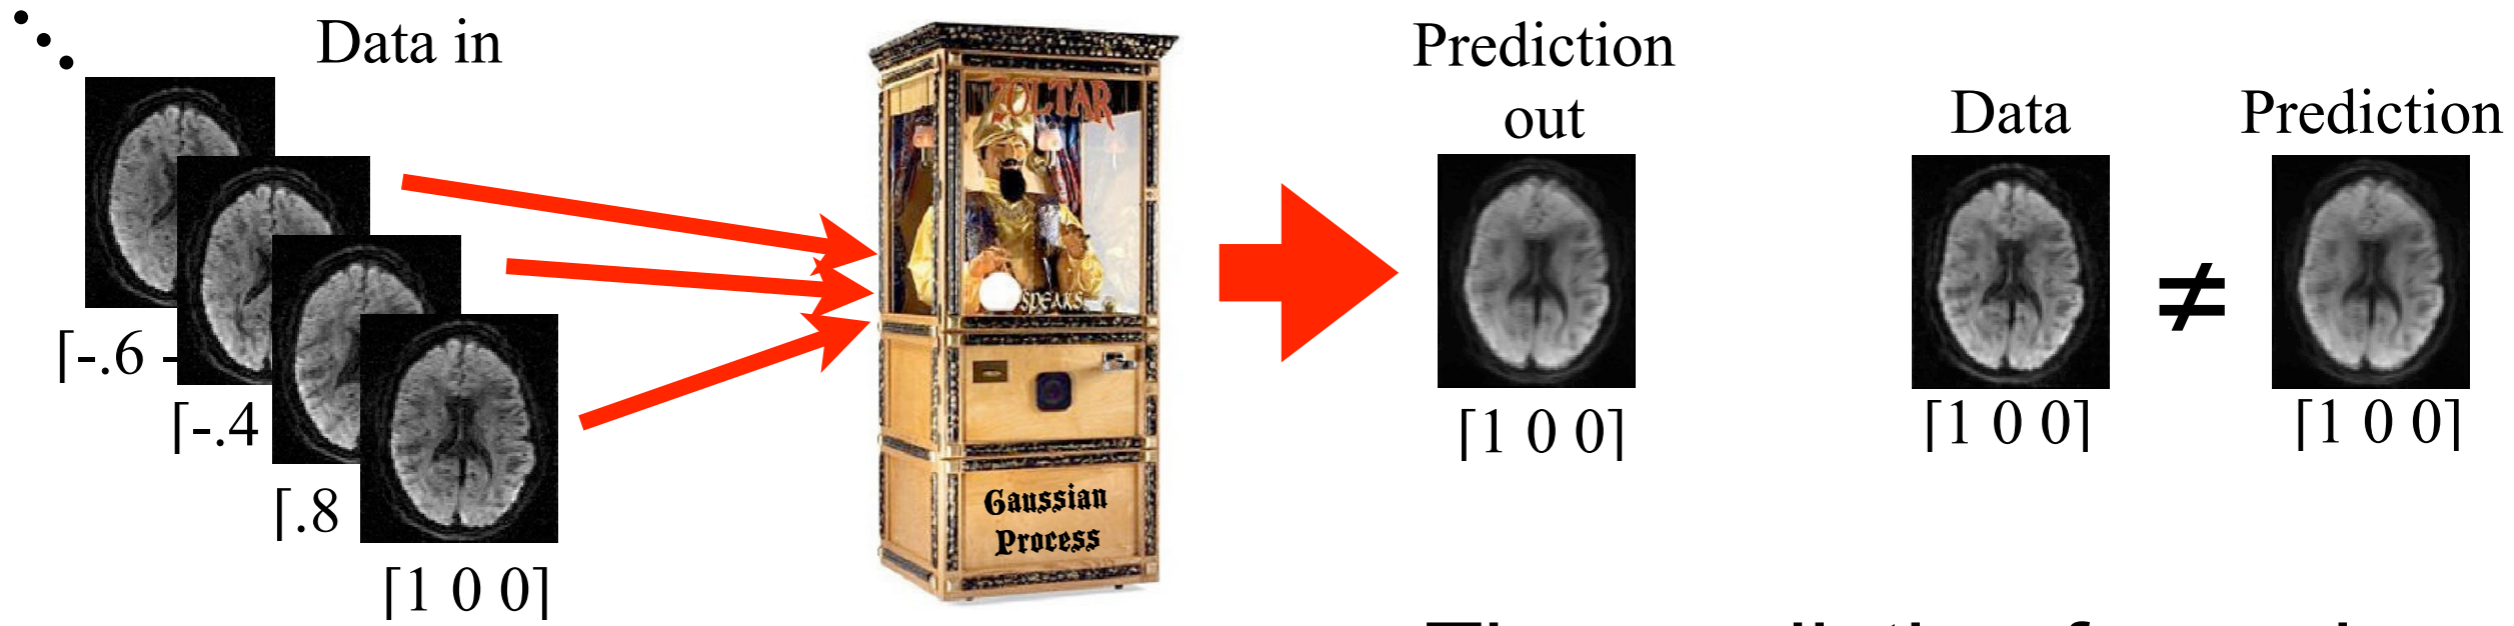 Data in
⌈-.6 -
⌈-.4
⌈.8
⌈1 0 0⌉
ZOLTAR
SPEAKS
Gaussian
Process
Prediction
out
⌈1 0 0⌉
Data
Prediction
≠
⌈1 0 0⌉
⌈1 0 0⌉